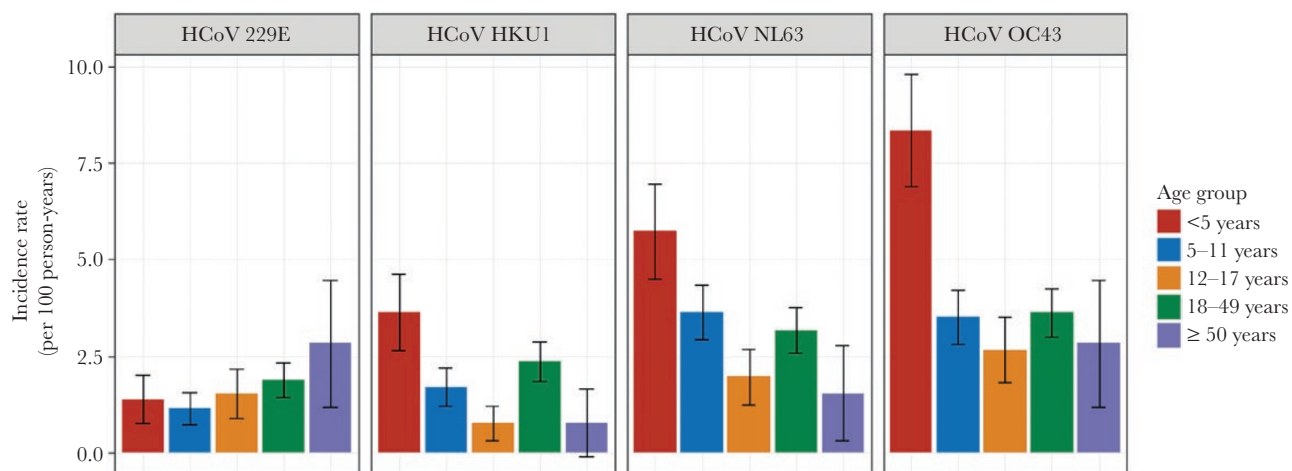 HCoV 229E
HCoV HKU1
HCoV NL63
HCoV OC43
Incidence rate
(per 100 person-years)
10.0
7.5
5.0
2.5
0.0
Age group
<5 years
5–11 years
12–17 years
18–49 years
≥ 50 years